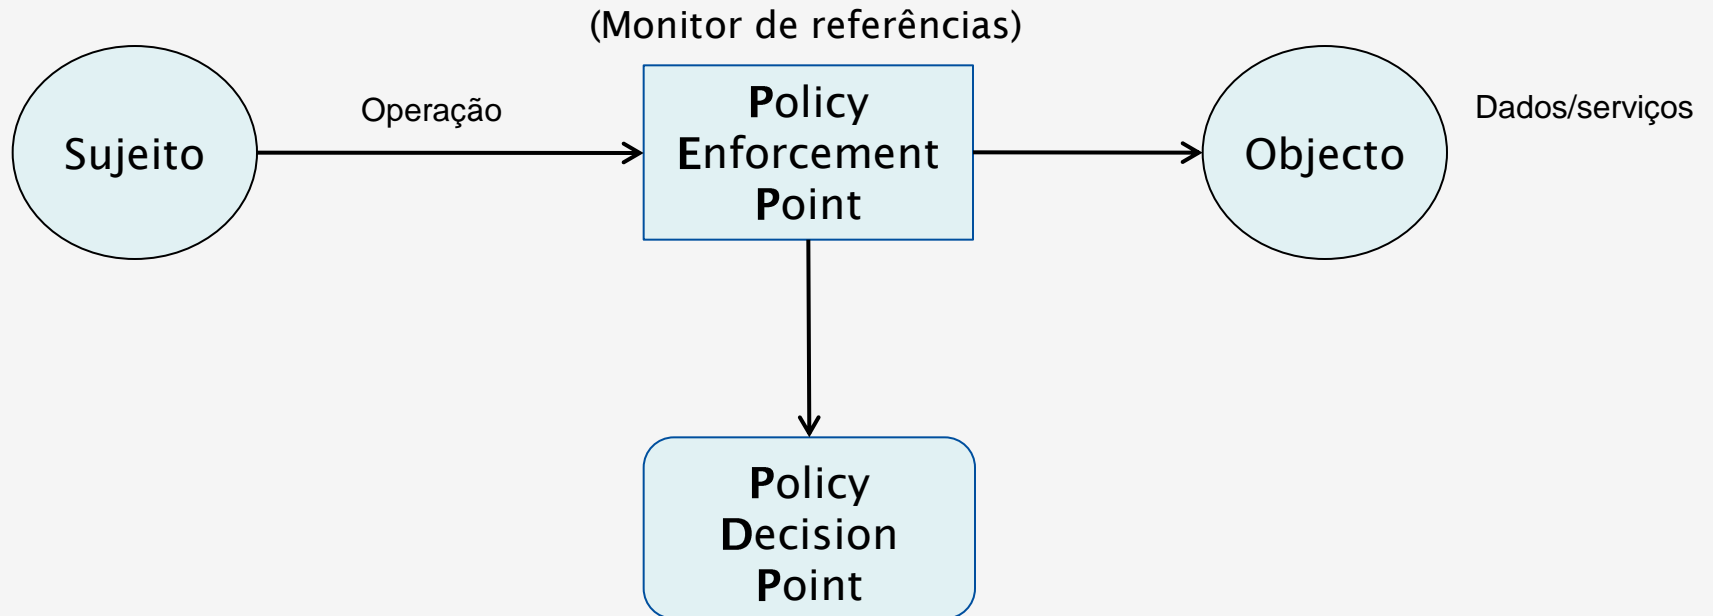 (Monitor de referências)
Sujeito
Operação
Policy
Enforcement
Point
Objecto
Dados/serviços
Policy
Decision
Point